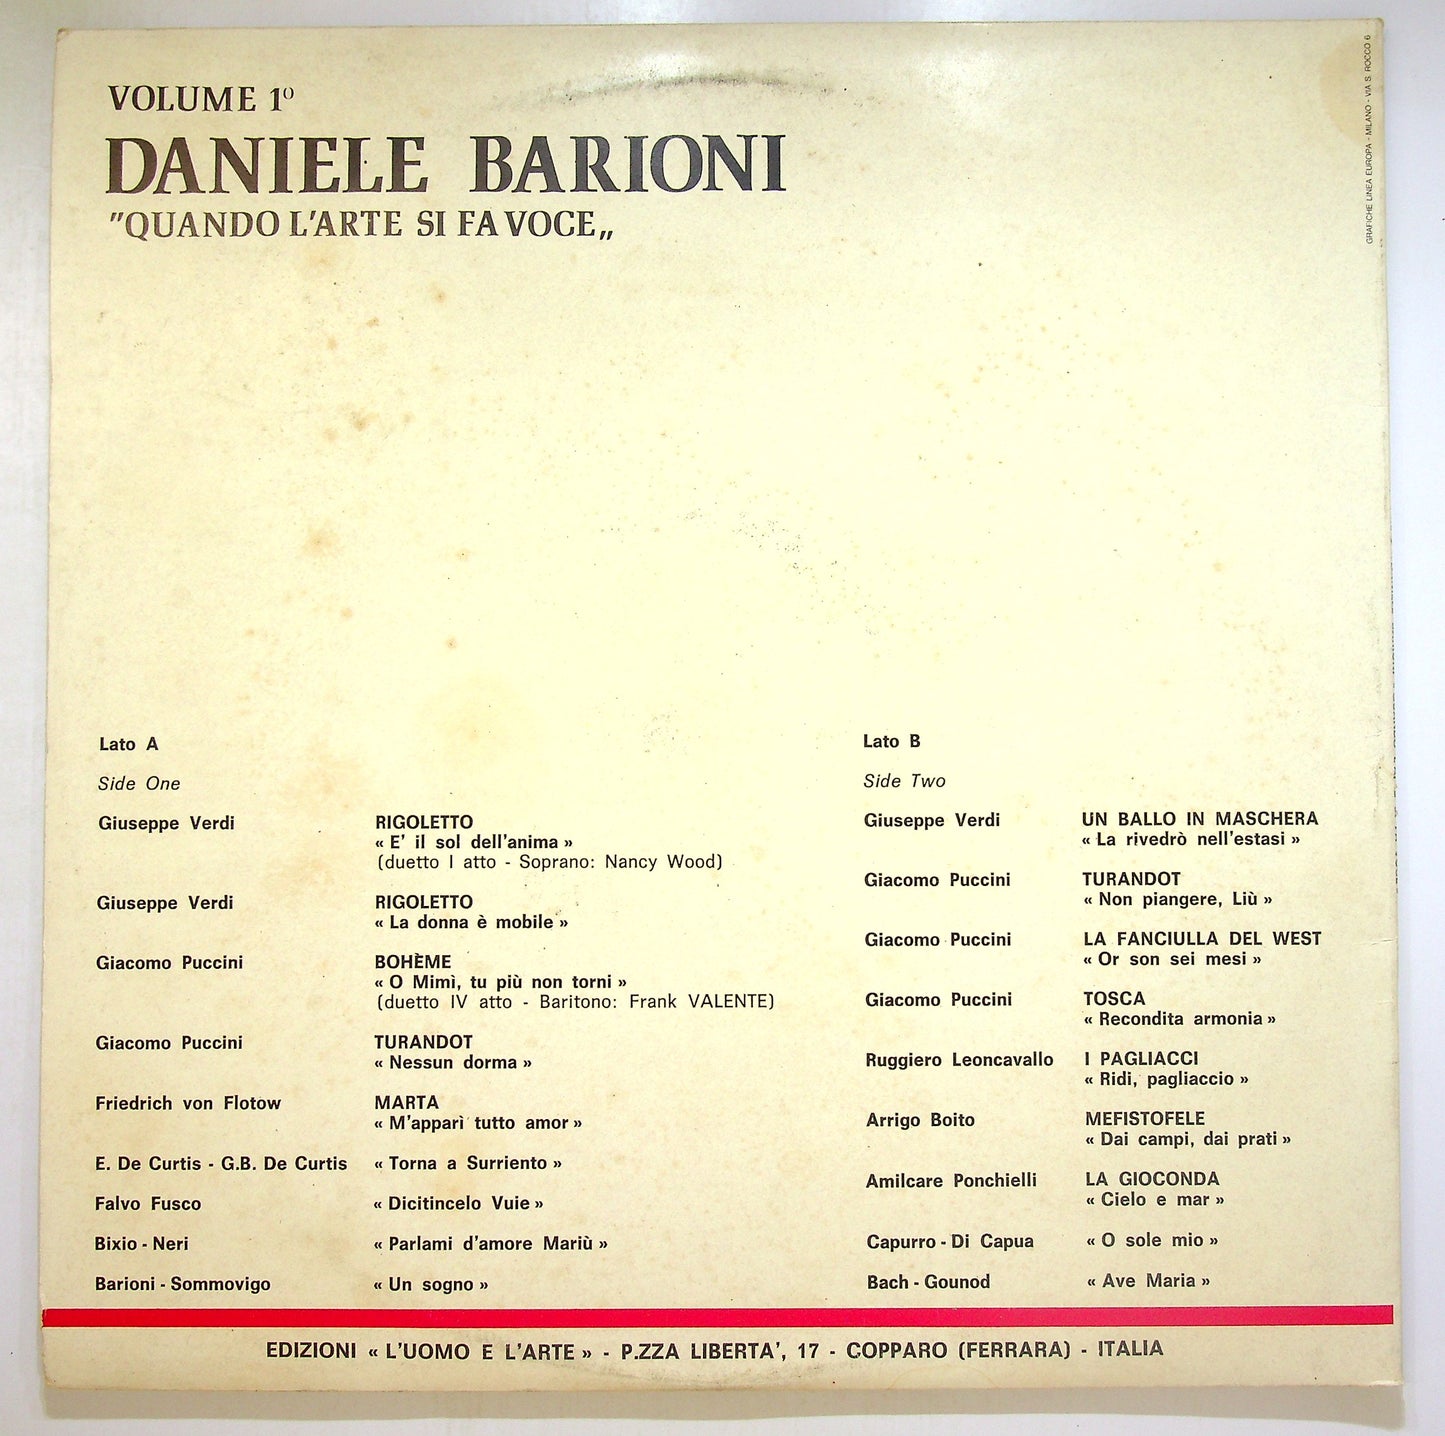 VOLUME 1º
DANIELE BARIONI
"QUANDO L'ARTE SI FA VOCE„
GRAFICHE LINEA EUROPA - MILANO - VIA S. ROCCO 6
Lato A
Side One
Giuseppe Verdi RIGOLETTO
« E' il sol dell'anima »
(duetto I atto - Soprano: Nancy Wood)
Giuseppe Verdi RIGOLETTO
« La donna è mobile »
Giacomo Puccini BOHÈME
« O Mimì, tu più non torni »
(duetto IV atto - Baritono: Frank VALENTE)
Giacomo Puccini TURANDOT
« Nessun dorma »
Friedrich von Flotow MARTA
« M'apparì tutto amor »
E. De Curtis - G.B. De Curtis « Torna a Surriento »
Falvo Fusco « Dicitincelo Vuie »
Bixio - Neri « Parlami d'amore Mariù »
Barioni - Sommovigo « Un sogno »
Lato B
Side Two
Giuseppe Verdi UN BALLO IN MASCHERA
« La rivedrò nell'estasi »
Giacomo Puccini TURANDOT
« Non piangere, Liù »
Giacomo Puccini LA FANCIULLA DEL WEST
« Or son sei mesi »
Giacomo Puccini TOSCA
« Recondita armonia »
Ruggiero Leoncavallo I PAGLIACCI
« Ridi, pagliaccio »
Arrigo Boito MEFISTOFELE
« Dai campi, dai prati »
Amilcare Ponchielli LA GIOCONDA
« Cielo e mar »
Capurro - Di Capua « O sole mio »
Bach - Gounod « Ave Maria »
EDIZIONI « L'UOMO E L'ARTE » - P.ZZA LIBERTA', 17 - COPPARO (FERRARA) - ITALIA